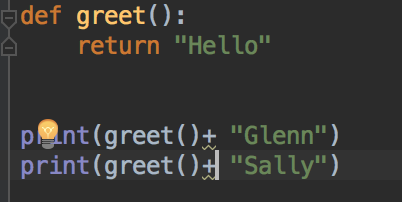 def greet():
    return "Hello"
print(greet()+ "Glenn")
print(greet()+ "Sally")